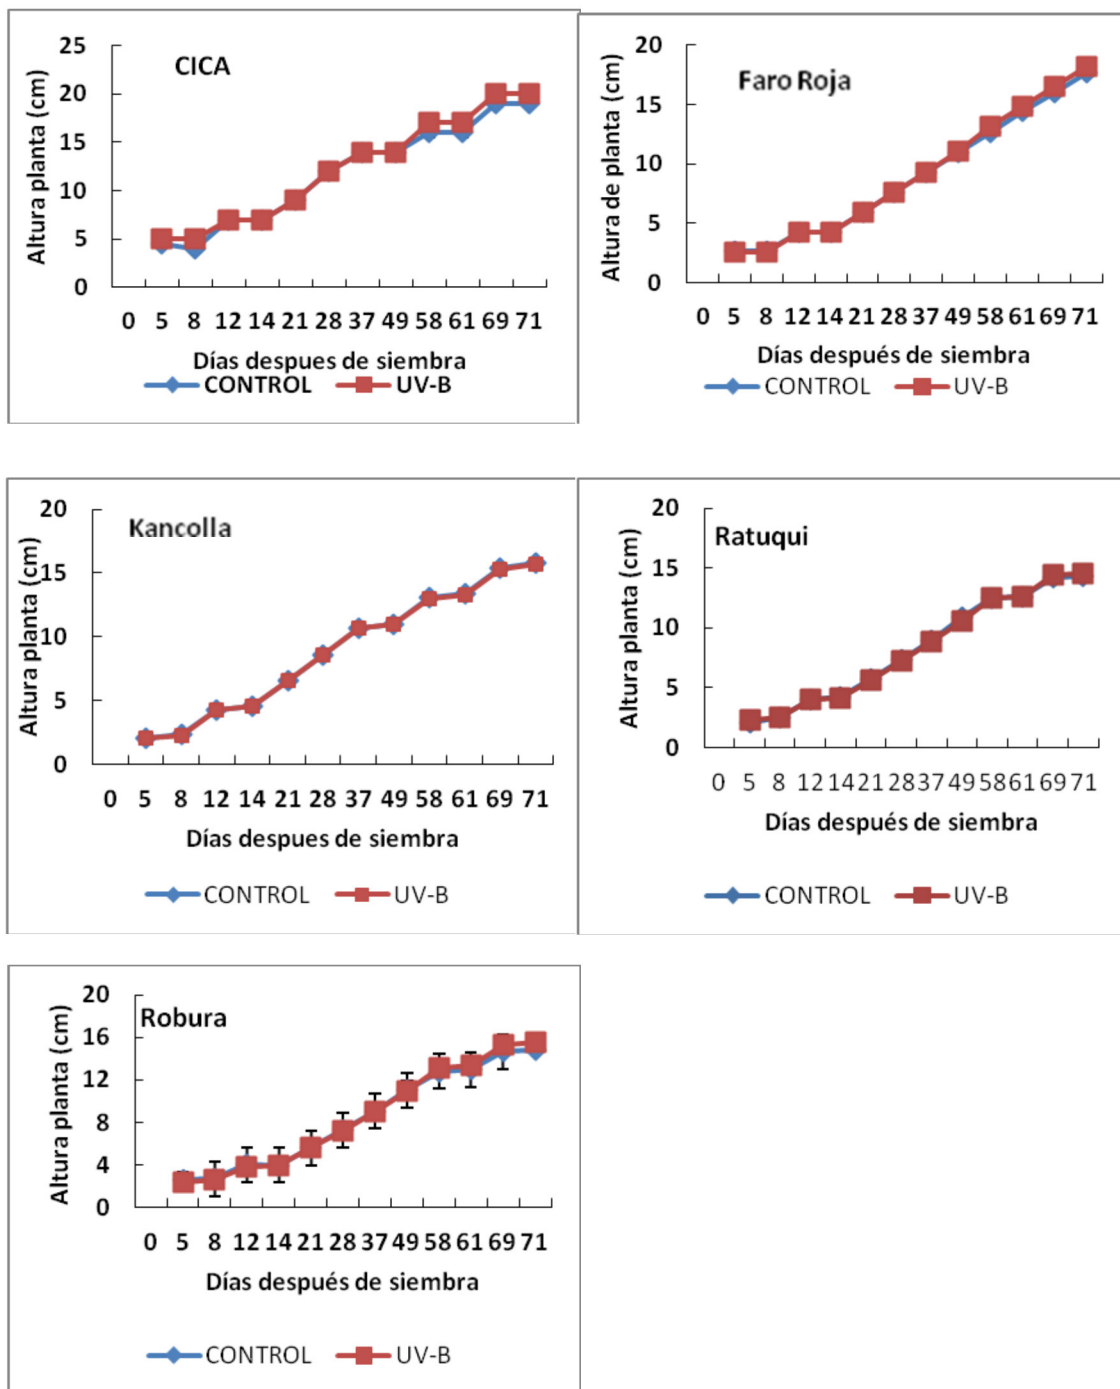 CICA
Altura planta (cm)
25
20
15
10
5
0
0 5 8 12 14 21 28 37 49 58 61 69 71
Días despues de siembra
CONTROL UV-B
Faro Roja
Altura de planta (cm)
20
15
10
5
0
0 5 8 12 14 21 28 37 49 58 61 69 71
Días después de siembra
CONTROL UV-B
Kancolla
Altura planta (cm)
20
15
10
5
0
0 5 8 12 14 21 28 37 49 58 61 69 71
Días despues de siembra
CONTROL UV-B
Ratuqui
Altura planta (cm)
20
15
10
5
0
0 5 8 12 14 21 28 37 49 58 61 69 71
Días después de siembra
CONTROL UV-B
Robura
Altura planta (cm)
20
16
12
8
4
0
0 5 8 12 14 21 28 37 49 58 61 69 71
Días después de siembra
CONTROL UV-B